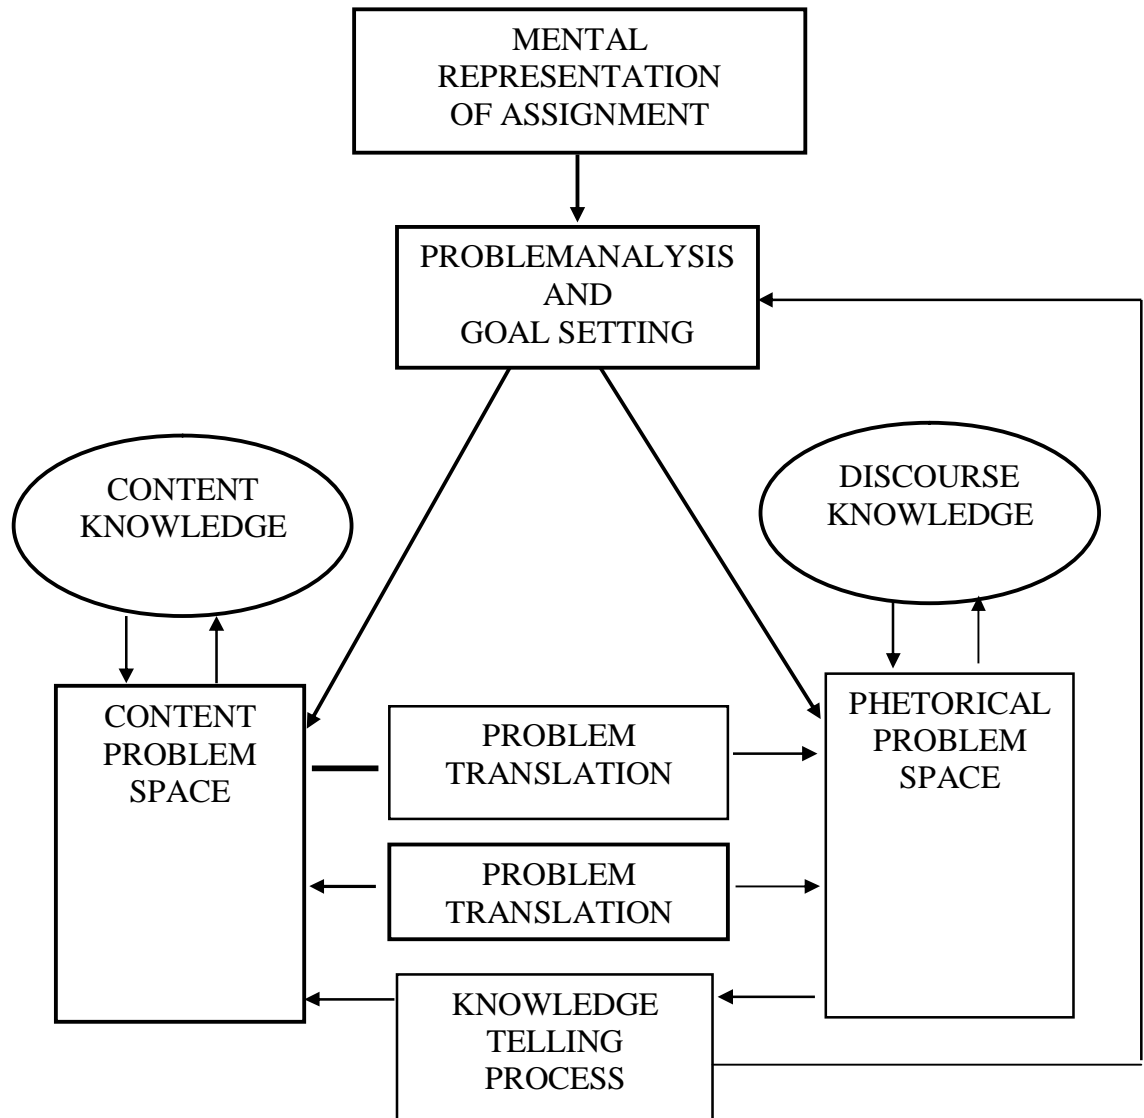 MENTAL
REPRESENTATION
OF ASSIGNMENT
PROBLEMANALYSIS
AND
GOAL SETTING
CONTENT
KNOWLEDGE
DISCOURSE
KNOWLEDGE
CONTENT
PROBLEM
SPACE
PROBLEM
TRANSLATION
PHETORICAL
PROBLEM
SPACE
PROBLEM
TRANSLATION
KNOWLEDGE
TELLING
PROCESS